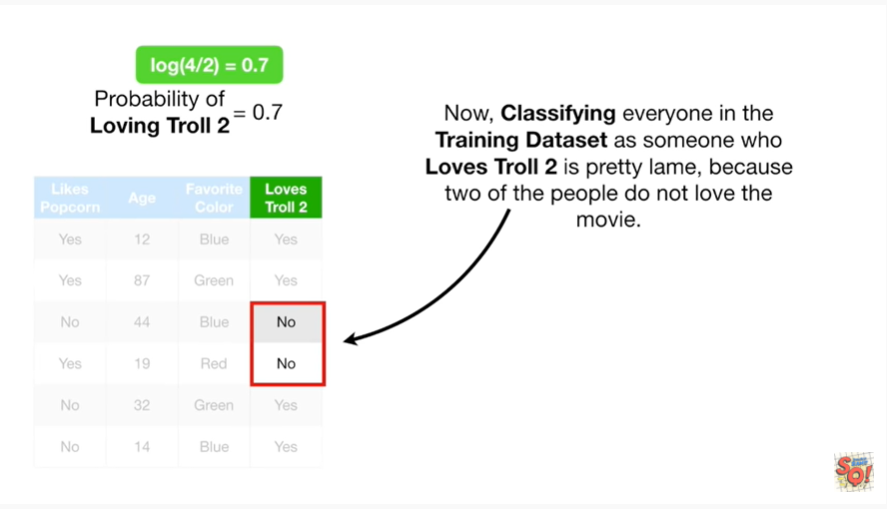 log(4/2) = 0.7
Probability of
Loving Troll 2 = 0.7
Now, Classifying everyone in the
Training Dataset as someone who
Loves Troll 2 is pretty lame, because
two of the people do not love the
movie.
Likes Popcorn Age Favorite Color Loves Troll 2
Yes 12 Blue Yes
Yes 87 Green Yes
No 44 Blue No
Yes 19 Red No
No 32 Green Yes
No 14 Blue Yes
SQ!